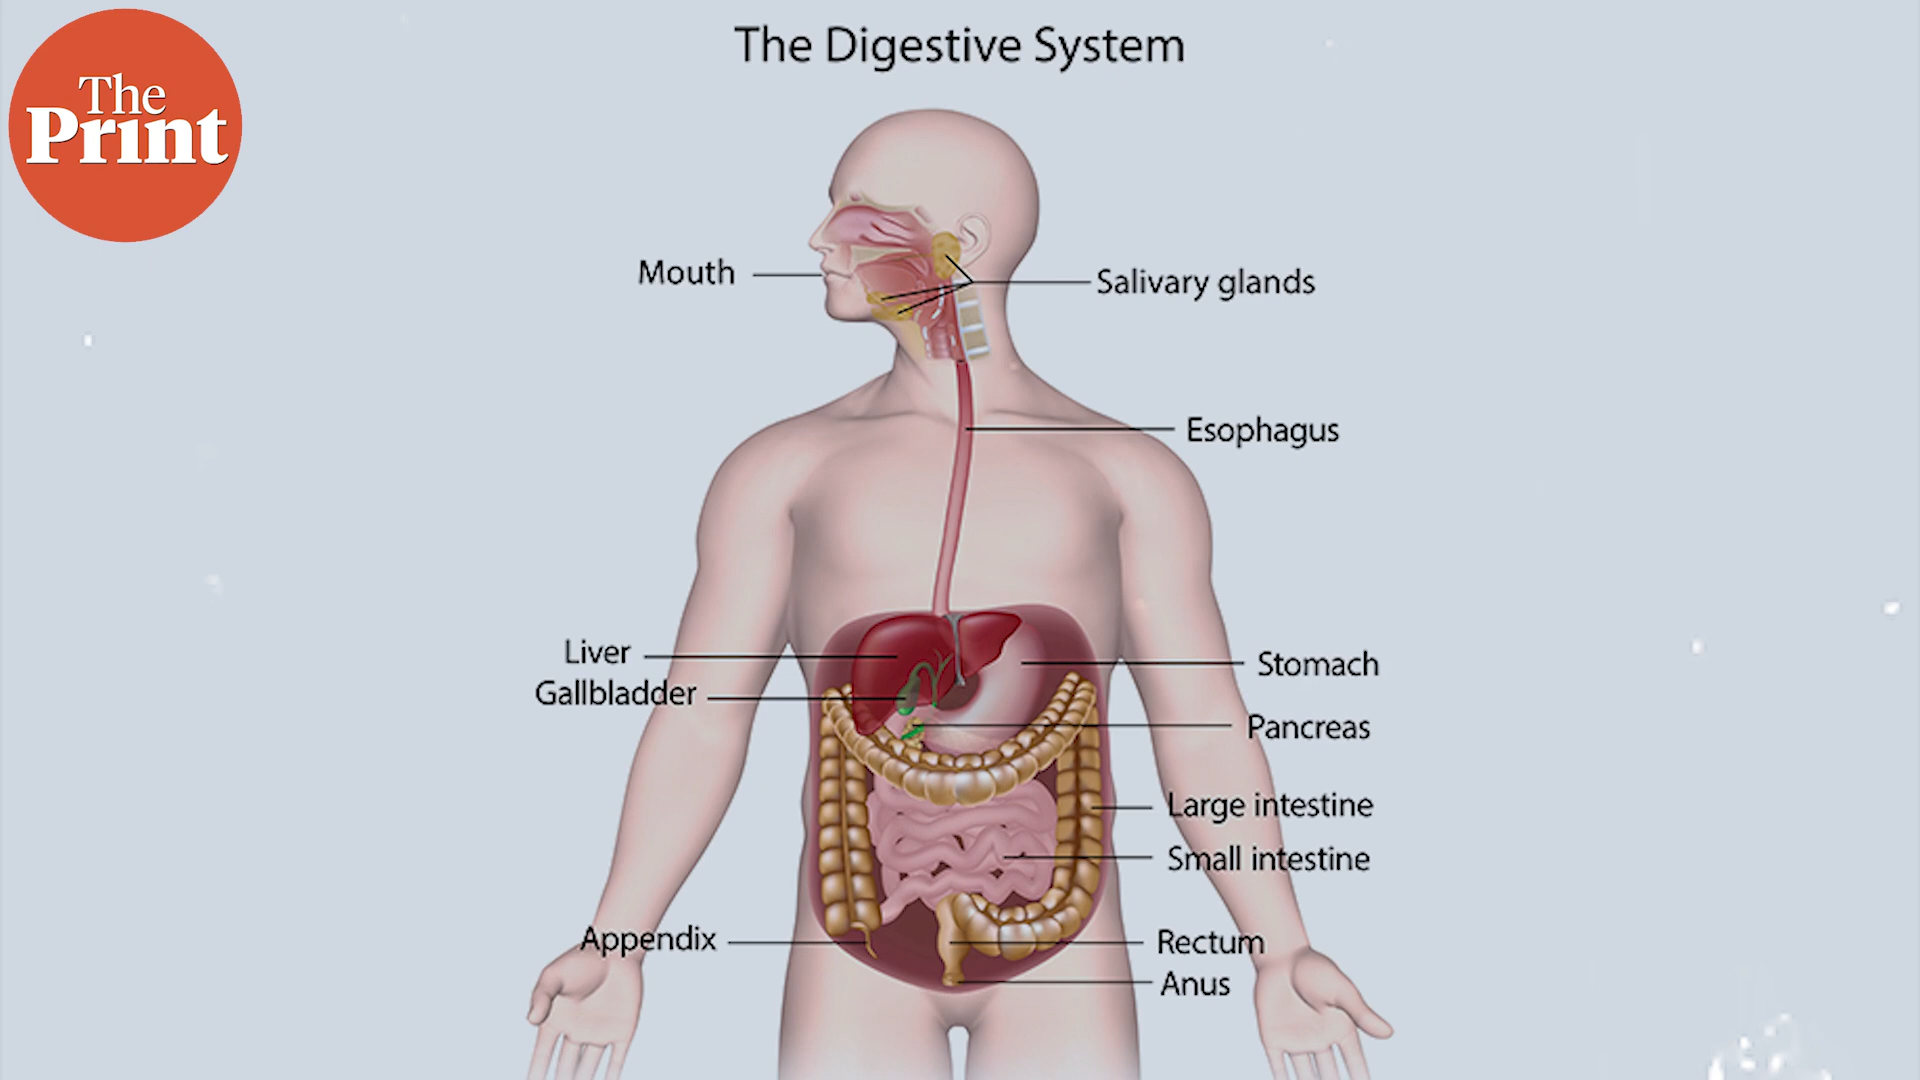 The Digestive System
The
Print
Mouth
Salivary glands
Esophagus
Liver
Stomach
Gallbladder
Pancreas
Large intestine
Small intestine
Appendix
Rectum
Anus